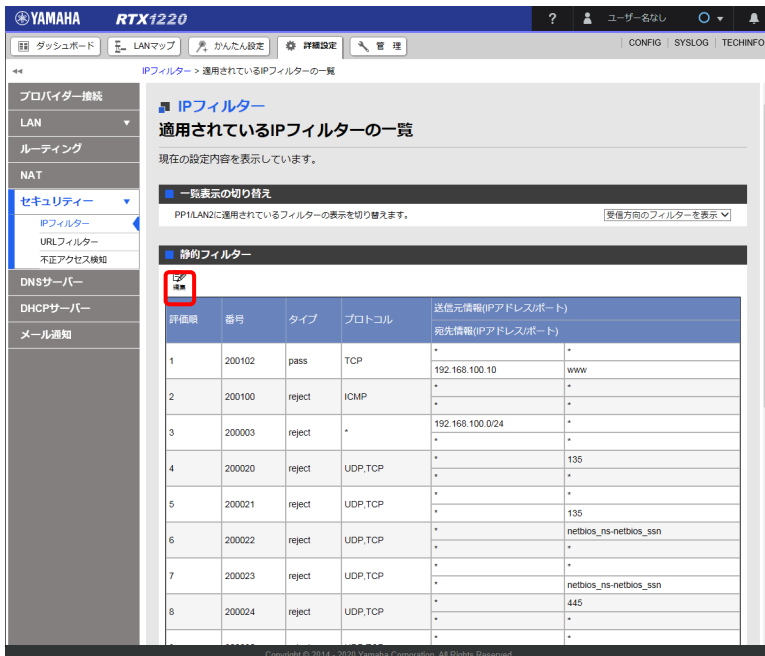 YAMAHA RTX1220 ? ユーザー名なし
ダッシュボード LANマップ かんたん設定 詳細設定 管 理 CONFIG SYSLOG TECHINFO
IPフィルター > 適用されているIPフィルターの一覧
プロバイダー接続
LAN
ルーティング
NAT
セキュリティー
IPフィルター
URLフィルター
不正アクセス検知
DNSサーバー
DHCPサーバー
メール通知
IPフィルター
適用されているIPフィルターの一覧
現在の設定内容を表示しています。
一覧表示の切り替え
PP1/LAN2に適用されているフィルターの表示を切り替えます。 受信方向のフィルターを表示
静的フィルター
編集
評価順 番号 タイプ プロトコル 送信元情報(IPアドレス/ポート)
宛先情報(IPアドレス/ポート)
1 200102 pass TCP * *
192.168.100.10 www
2 200100 reject ICMP * *
* *
3 200003 reject * 192.168.100.0/24 *
* *
4 200020 reject UDP,TCP * 135
* *
5 200021 reject UDP,TCP * *
* 135
6 200022 reject UDP,TCP * netbios_ns-netbios_ssn
* *
7 200023 reject UDP,TCP * *
* netbios_ns-netbios_ssn
8 200024 reject UDP,TCP * 445
* *
* *
Copyright © 2014 - 2020 Yamaha Corporation. All Rights Reserved.